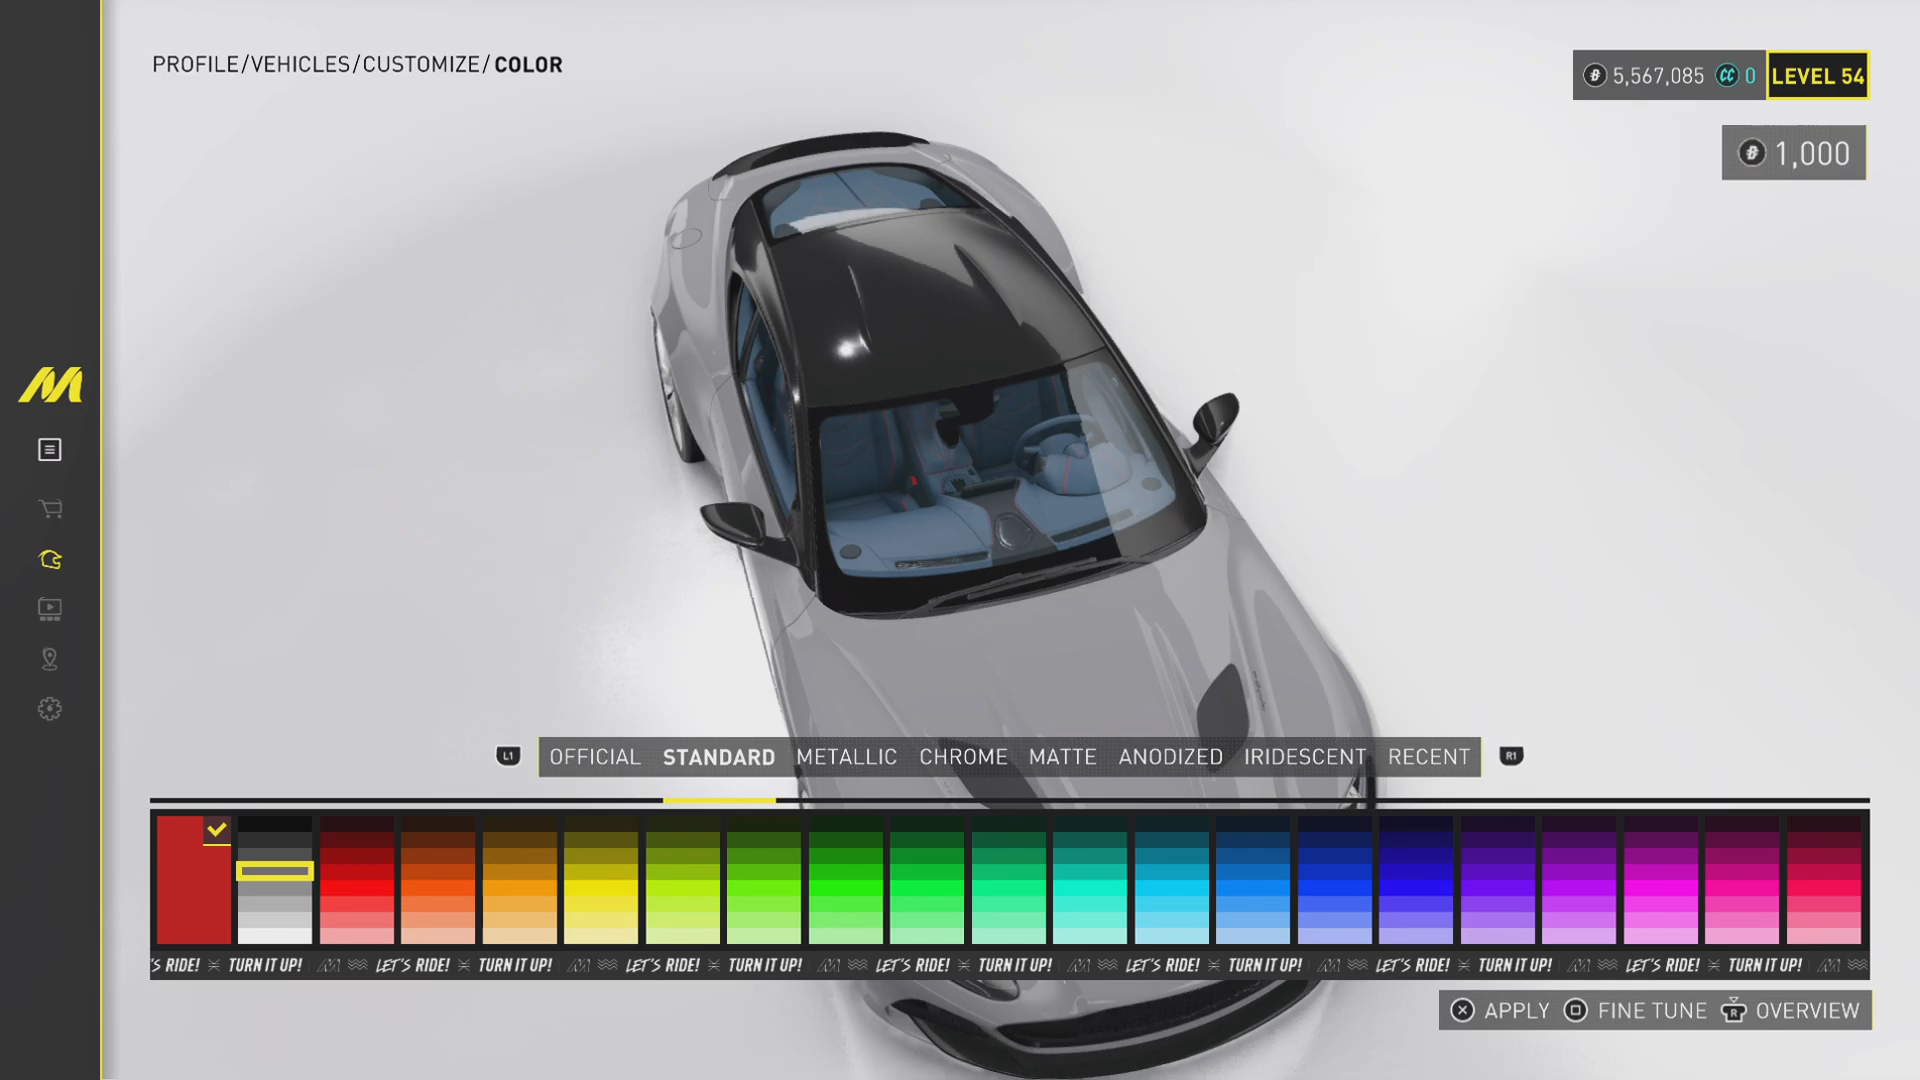 PROFILE/VEHICLES/CUSTOMIZE/COLOR
5,567,085 CC 0 LEVEL 54
1,000
L1 OFFICIAL STANDARD METALLIC CHROME MATTE ANODIZED IRIDESCENT RECENT R1
'S RIDE! TURN IT UP! LET'S RIDE! TURN IT UP! LET'S RIDE! TURN IT UP! LET'S RIDE! TURN IT UP! LET'S RIDE! TURN IT UP! LET'S RIDE! TURN IT UP! LET'S RIDE! TURN IT UP!
APPLY FINE TUNE R OVERVIEW